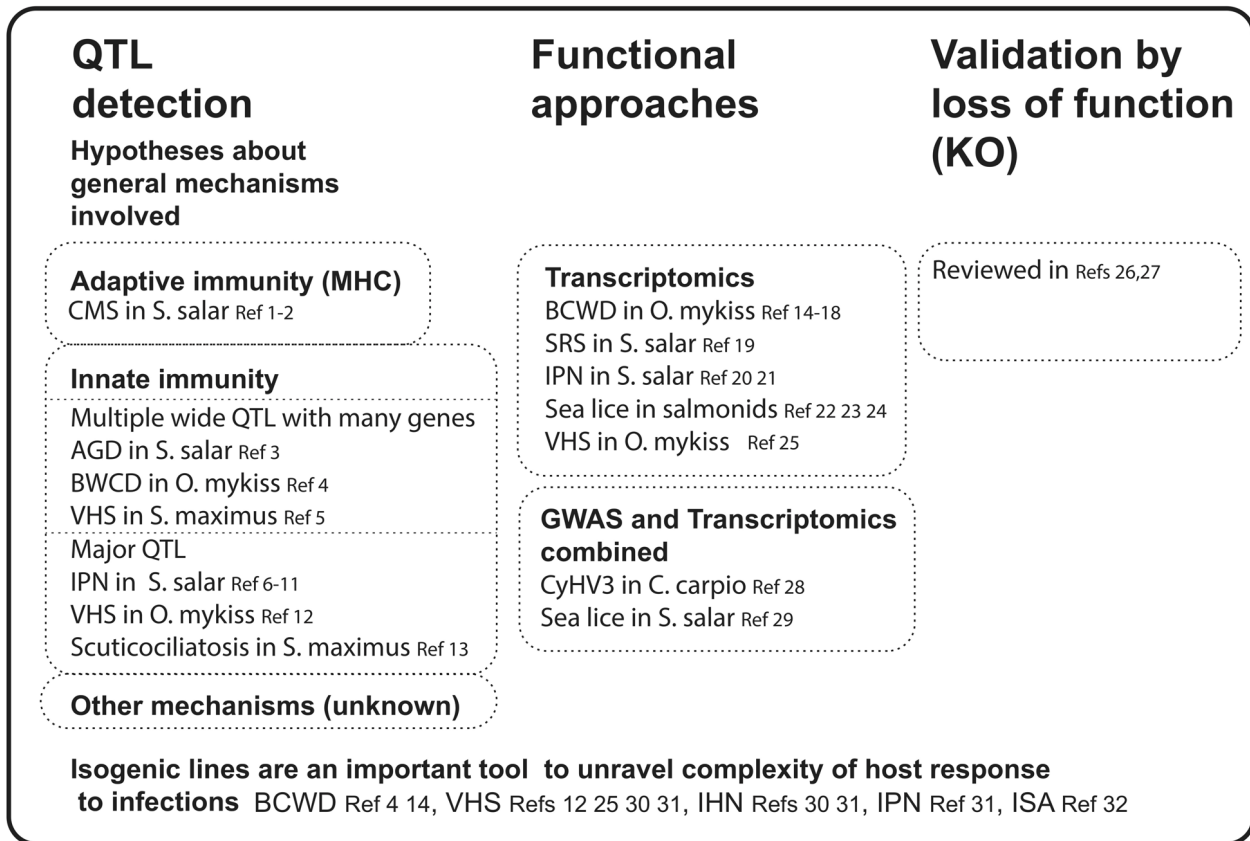 QTL
detection
Hypotheses about
general mechanisms
involved
Adaptive immunity (MHC)
CMS in S. salar Ref 1-2
Innate immunity
Multiple wide QTL with many genes
AGD in S. salar Ref 3
BWCD in O. mykiss Ref 4
VHS in S. maximus Ref 5
Major QTL
IPN in S. salar Ref 6-11
VHS in O. mykiss Ref 12
Scuticociliatosis in S. maximus Ref 13
Other mechanisms (unknown)
Functional
approaches
Transcriptomics
BCWD in O. mykiss Ref 14-18
SRS in S. salar Ref 19
IPN in S. salar Ref 20 21
Sea lice in salmonids Ref 22 23 24
VHS in O. mykiss Ref 25
GWAS and Transcriptomics
combined
CyHV3 in C. carpio Ref 28
Sea lice in S. salar Ref 29
Validation by
loss of function
(KO)
Reviewed in Refs 26,27
Isogenic lines are an important tool to unravel complexity of host response
to infections BCWD Ref 4 14, VHS Refs 12 25 30 31, IHN Refs 30 31, IPN Ref 31, ISA Ref 32